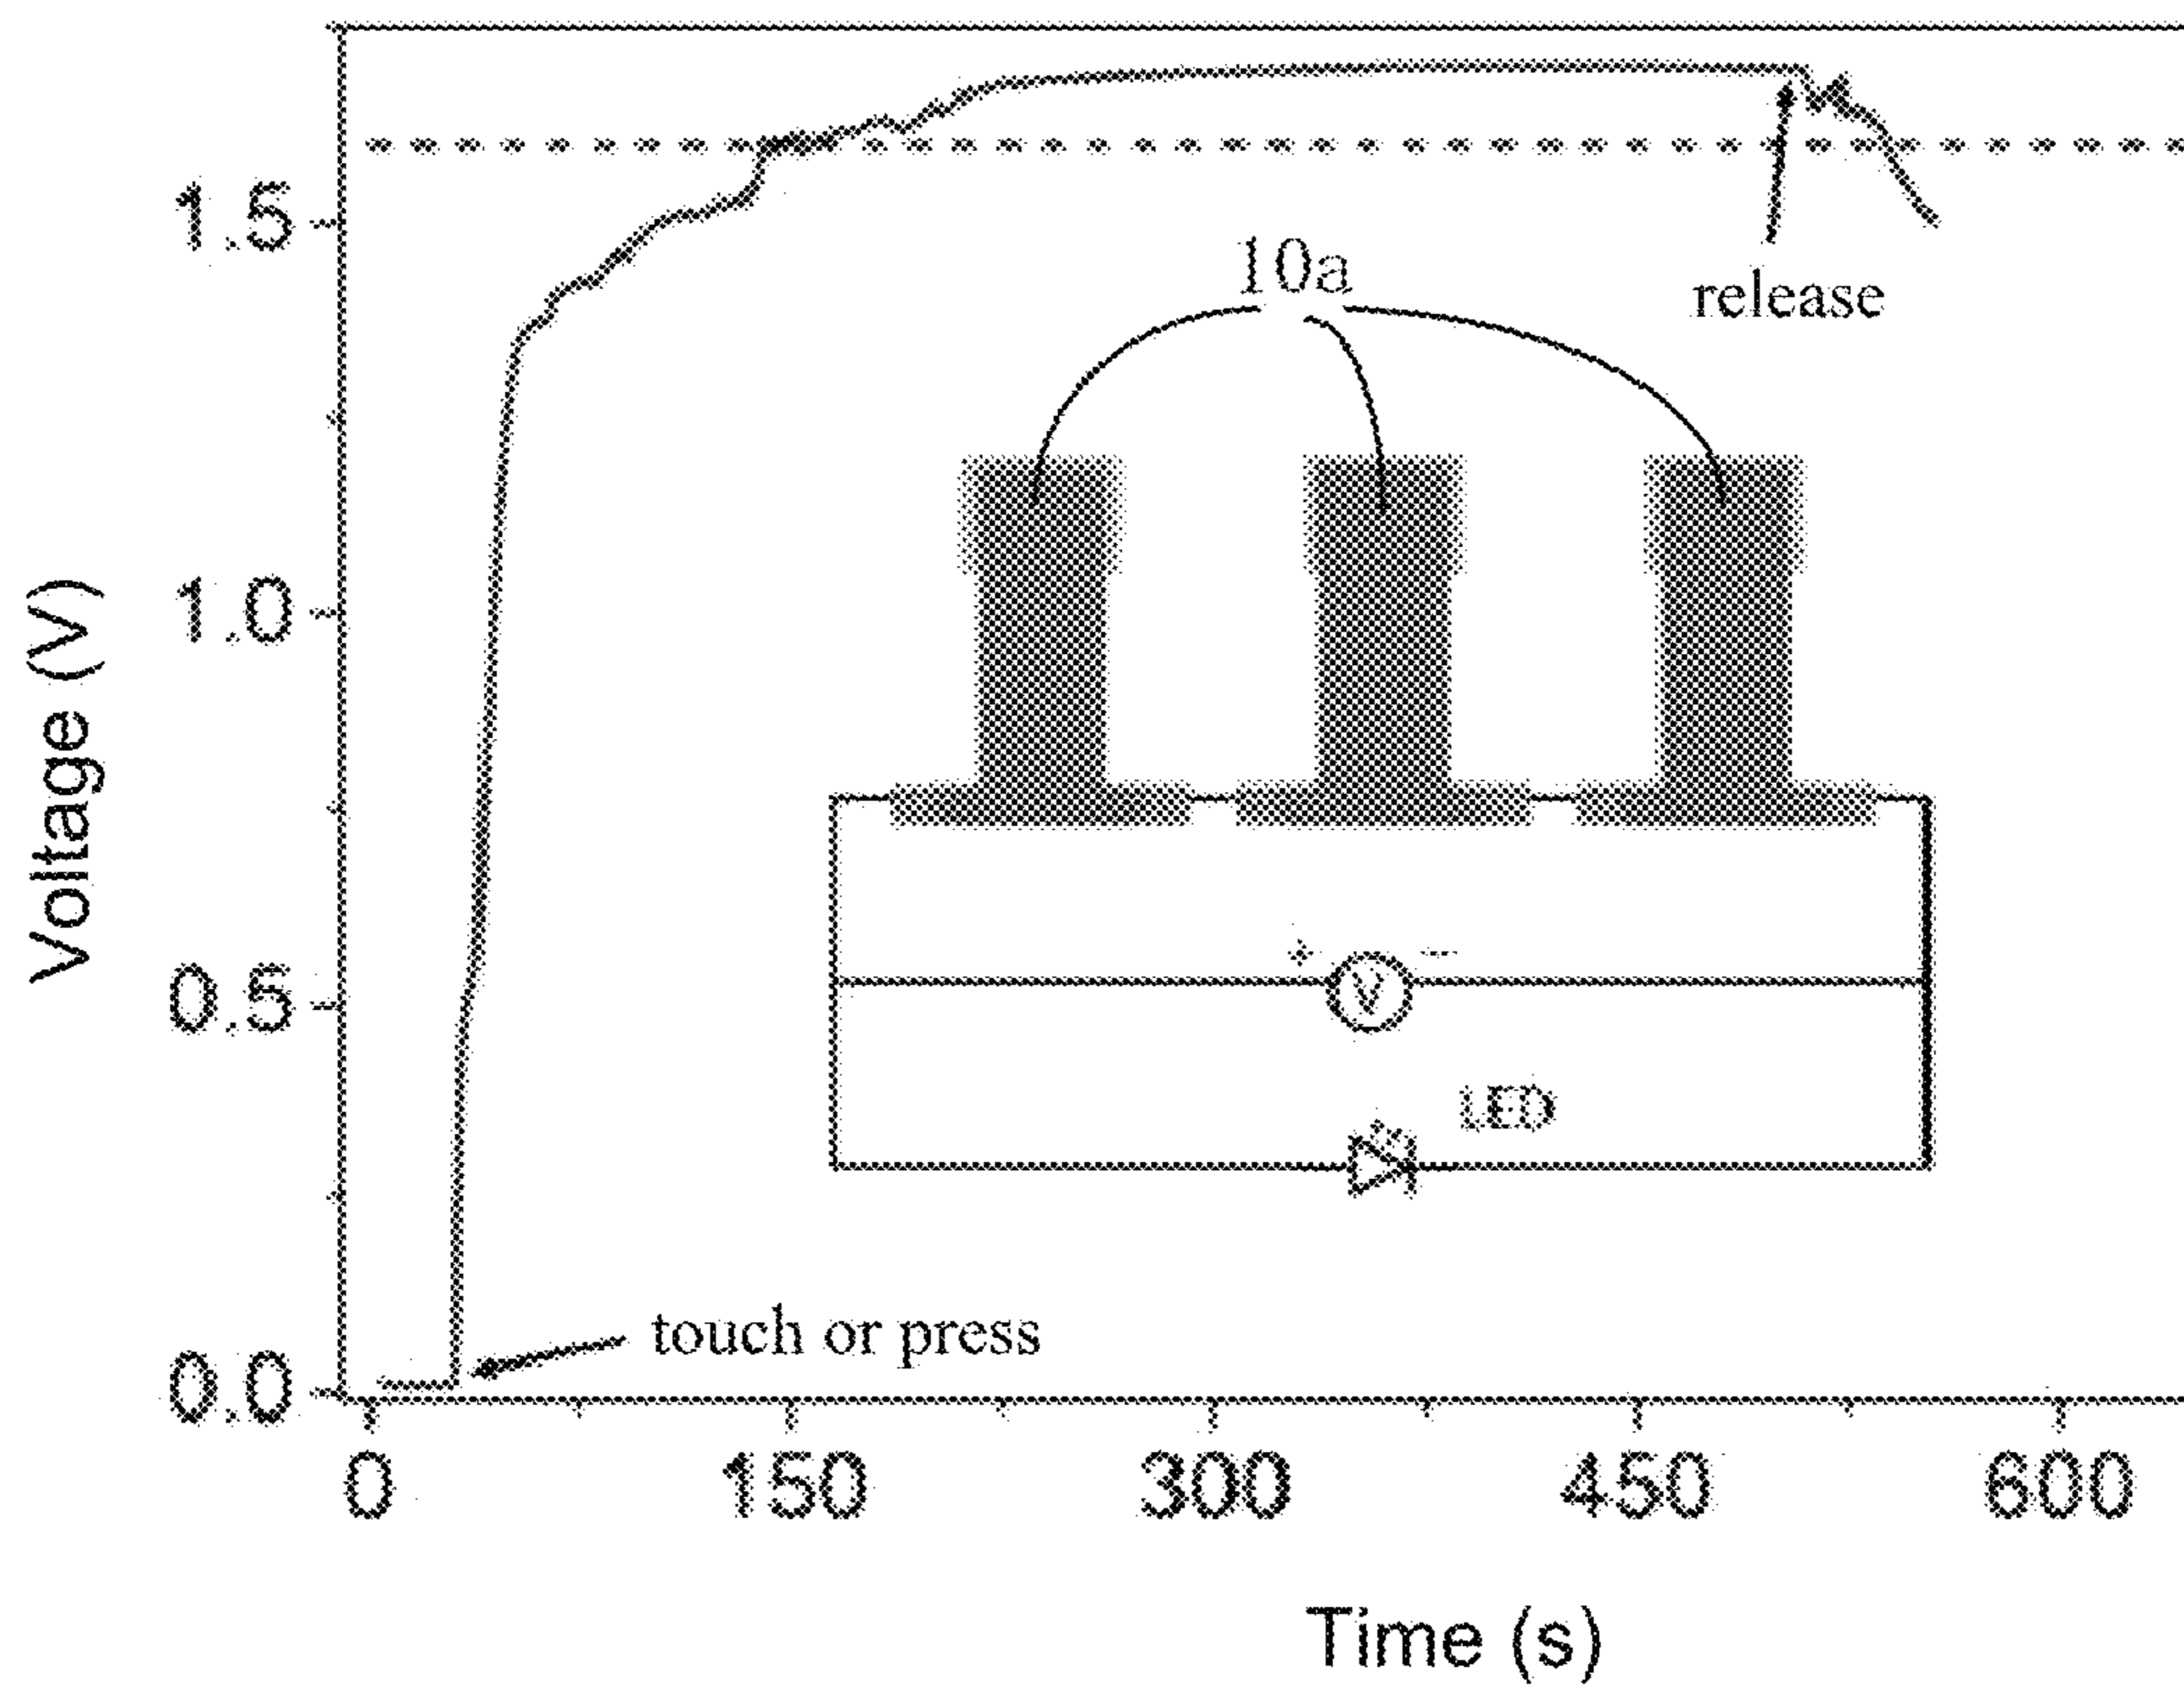 1.5
10a
release
1.0
Voltage (V)
0.5
+ −
V
LED
touch or press
0.0
0 150 300 450 600
Time (s)